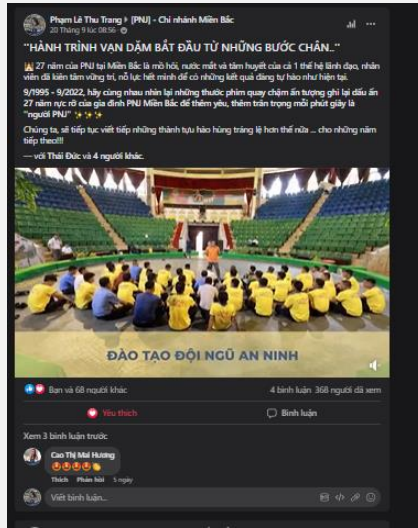 Phạm Lê Thu Trang ▸ [PNJ] - Chi nhánh Miền Bắc
20 Tháng 9 lúc 08:56
"HÀNH TRÌNH VẠN DẶM BẮT ĐẦU TỪ NHỮNG BƯỚC CHÂN.."
27 năm của PNJ tại Miền Bắc là mồ hôi, nước mắt và tâm huyết của cả 1 thế hệ lãnh đạo, nhân
viên đã kiên tâm vững trí, nỗ lực hết mình để có những kết quả đáng tự hào như hiện tại.
9/1995 - 9/2022, hãy cùng nhau nhìn lại những thước phim quay chậm ấn tượng ghi lại dấu ấn
27 năm rực rỡ của gia đình PNJ Miền Bắc để thêm yêu, thêm trân trọng mỗi phút giây là
"người PNJ"
Chúng ta, sẽ tiếp tục viết tiếp những thành tựu hào hùng tráng lệ hơn thế nữa ... cho những năm
tiếp theo!!!
— với Thái Đức và 4 người khác.
ĐÀO TẠO ĐỘI NGŨ AN NINH
Bạn và 68 người khác
4 bình luận 368 người đã xem
Yêu thích
Bình luận
Xem 3 bình luận trước
Cao Thị Mai Hương
Thích Phản hồi 5 ngày
Viết bình luận...